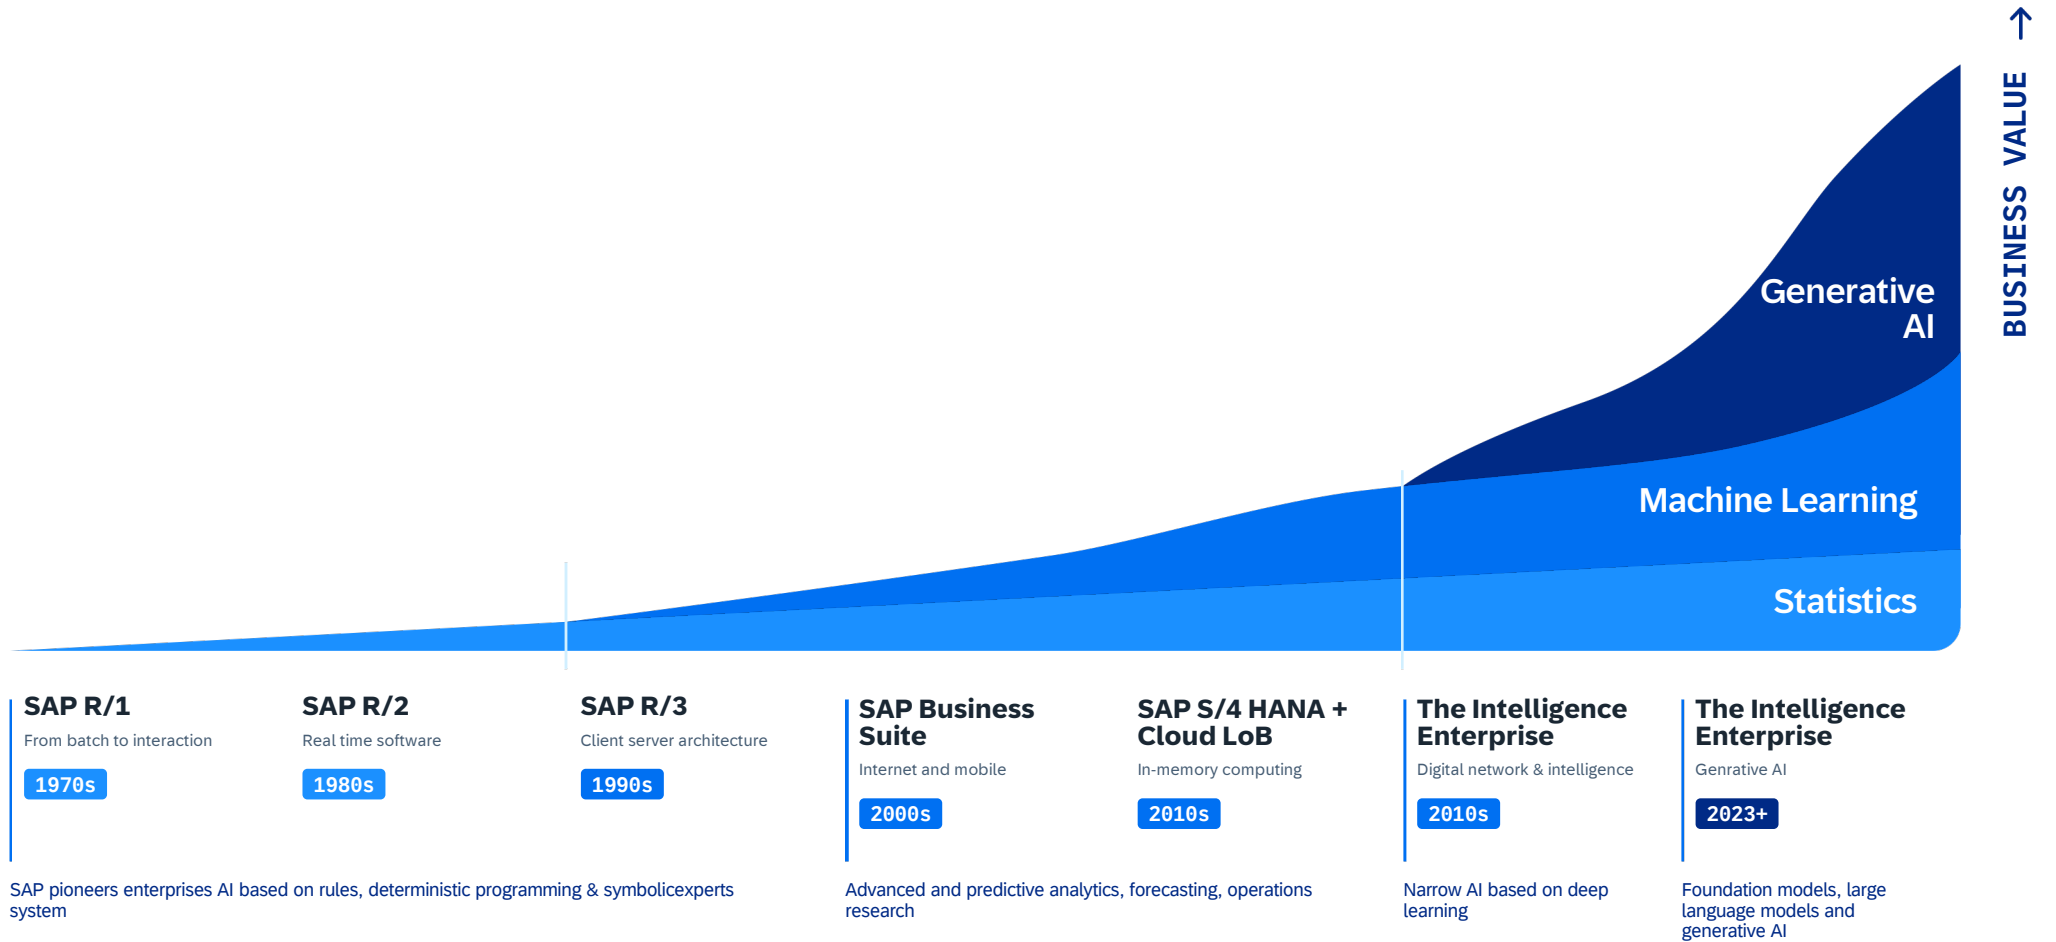 BUSINESS VALUE
Generative
AI
Machine Learning
Statistics
SAP R/1
From batch to interaction
1970s
SAP R/2
Real time software
1980s
SAP R/3
Client server architecture
1990s
SAP Business
Suite
Internet and mobile
2000s
SAP S/4 HANA +
Cloud LoB
In-memory computing
2010s
The Intelligence
Enterprise
Digital network & intelligence
2010s
The Intelligence
Enterprise
Genrative AI
2023+
SAP pioneers enterprises AI based on rules, deterministic programming & symbolicexperts
system
Advanced and predictive analytics, forecasting, operations
research
Narrow AI based on deep
learning
Foundation models, large
language models and
generative AI